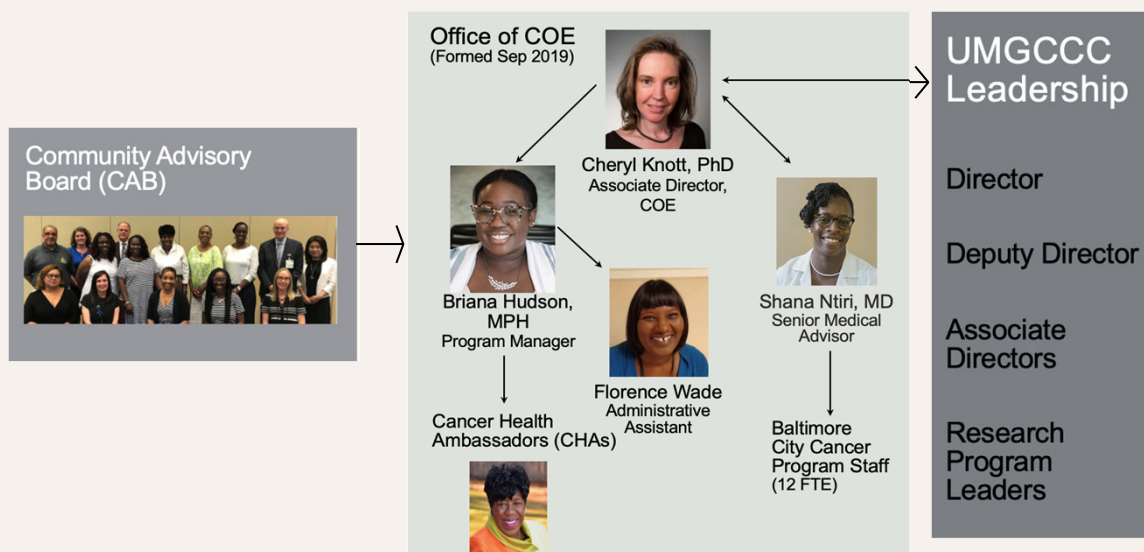 Community Advisory
Board (CAB)
Office of COE
(Formed Sep 2019)
Cheryl Knott, PhD
Associate Director,
COE
Briana Hudson,
MPH
Program Manager
Florence Wade
Administrative
Assistant
Shana Ntiri, MD
Senior Medical
Advisor
Cancer Health
Ambassadors (CHAs)
Baltimore
City Cancer
Program Staff
(12 FTE)
UMGCCC
Leadership
Director
Deputy Director
Associate
Directors
Research
Program
Leaders